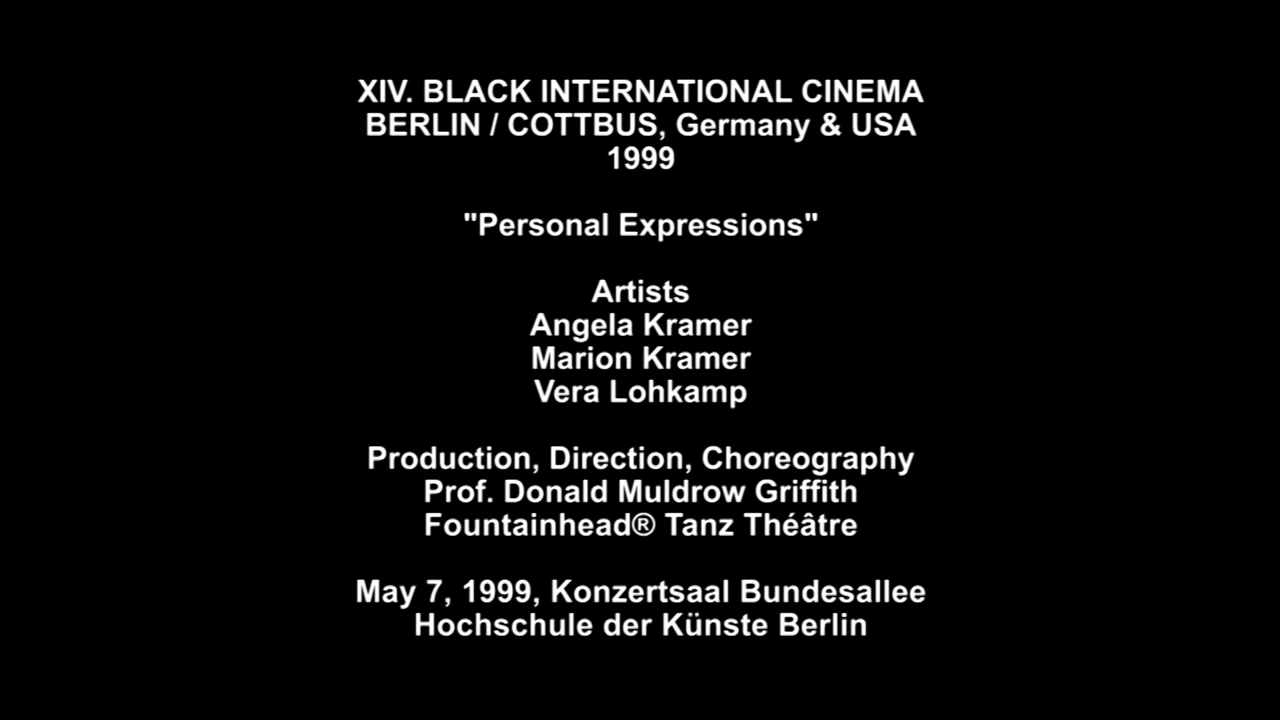 XIV. BLACK INTERNATIONAL CINEMA
BERLIN / COTTBUS, Germany & USA
1999
"Personal Expressions"
Artists
Angela Kramer
Marion Kramer
Vera Lohkamp
Production, Direction, Choreography
Prof. Donald Muldrow Griffith
Fountainhead® Tanz Théâtre
May 7, 1999, Konzertsaal Bundesallee
Hochschule der Künste Berlin